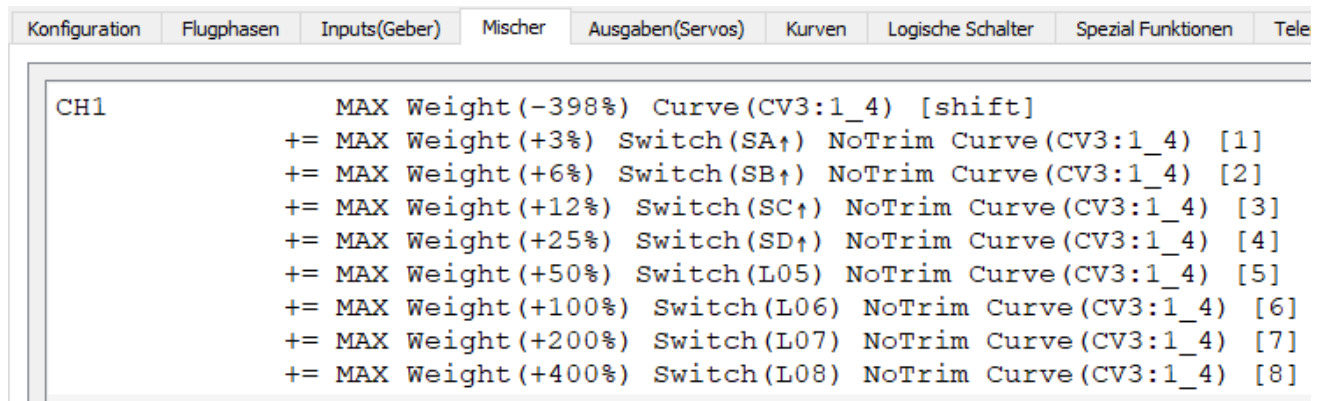 Konfiguration Flugphasen Inputs(Geber) Mischer Ausgaben(Servos) Kurven Logische Schalter Spezial Funktionen Tele
CH1 MAX Weight(-398%) Curve(CV3:1_4) [shift]
+= MAX Weight(+3%) Switch(SA↑) NoTrim Curve(CV3:1_4) [1]
+= MAX Weight(+6%) Switch(SB↑) NoTrim Curve(CV3:1_4) [2]
+= MAX Weight(+12%) Switch(SC↑) NoTrim Curve(CV3:1_4) [3]
+= MAX Weight(+25%) Switch(SD↑) NoTrim Curve(CV3:1_4) [4]
+= MAX Weight(+50%) Switch(L05) NoTrim Curve(CV3:1_4) [5]
+= MAX Weight(+100%) Switch(L06) NoTrim Curve(CV3:1_4) [6]
+= MAX Weight(+200%) Switch(L07) NoTrim Curve(CV3:1_4) [7]
+= MAX Weight(+400%) Switch(L08) NoTrim Curve(CV3:1_4) [8]